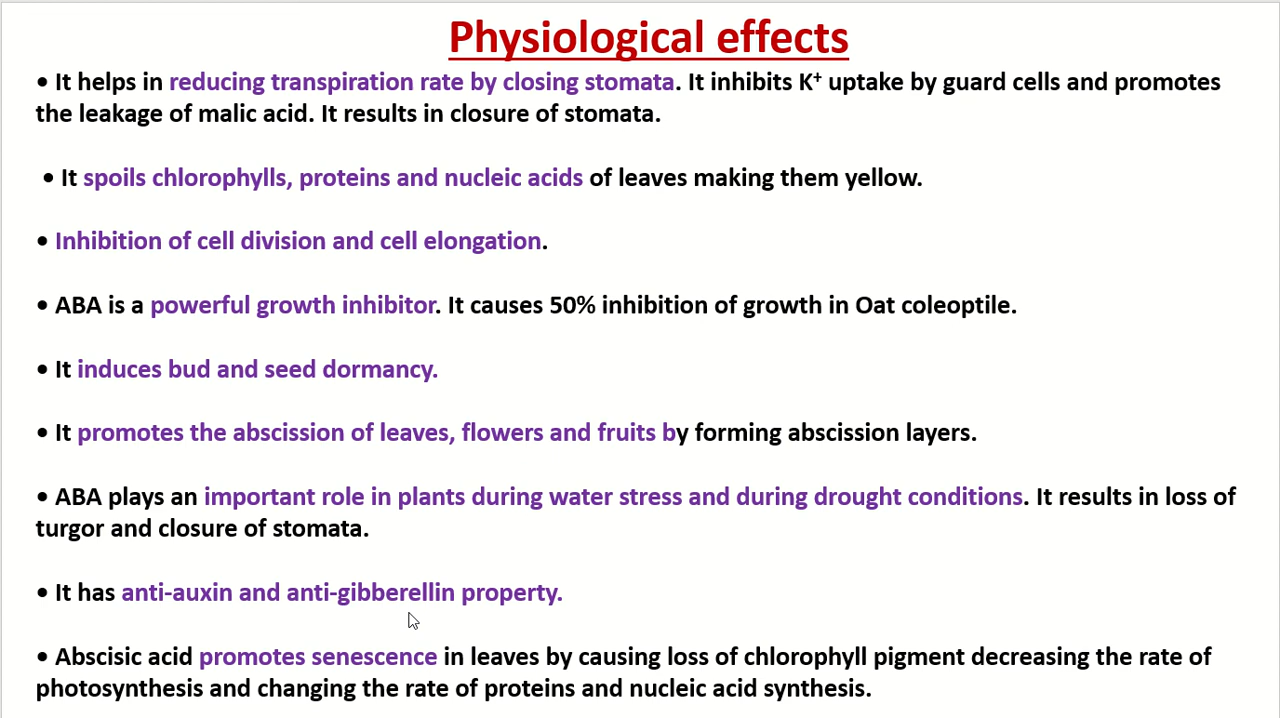 Physiological effects
• It helps in reducing transpiration rate by closing stomata. It inhibits K⁺ uptake by guard cells and promotes
the leakage of malic acid. It results in closure of stomata.
• It spoils chlorophylls, proteins and nucleic acids of leaves making them yellow.
• Inhibition of cell division and cell elongation.
• ABA is a powerful growth inhibitor. It causes 50% inhibition of growth in Oat coleoptile.
• It induces bud and seed dormancy.
• It promotes the abscission of leaves, flowers and fruits by forming abscission layers.
• ABA plays an important role in plants during water stress and during drought conditions. It results in loss of
turgor and closure of stomata.
• It has anti-auxin and anti-gibberellin property.
• Abscisic acid promotes senescence in leaves by causing loss of chlorophyll pigment decreasing the rate of
photosynthesis and changing the rate of proteins and nucleic acid synthesis.